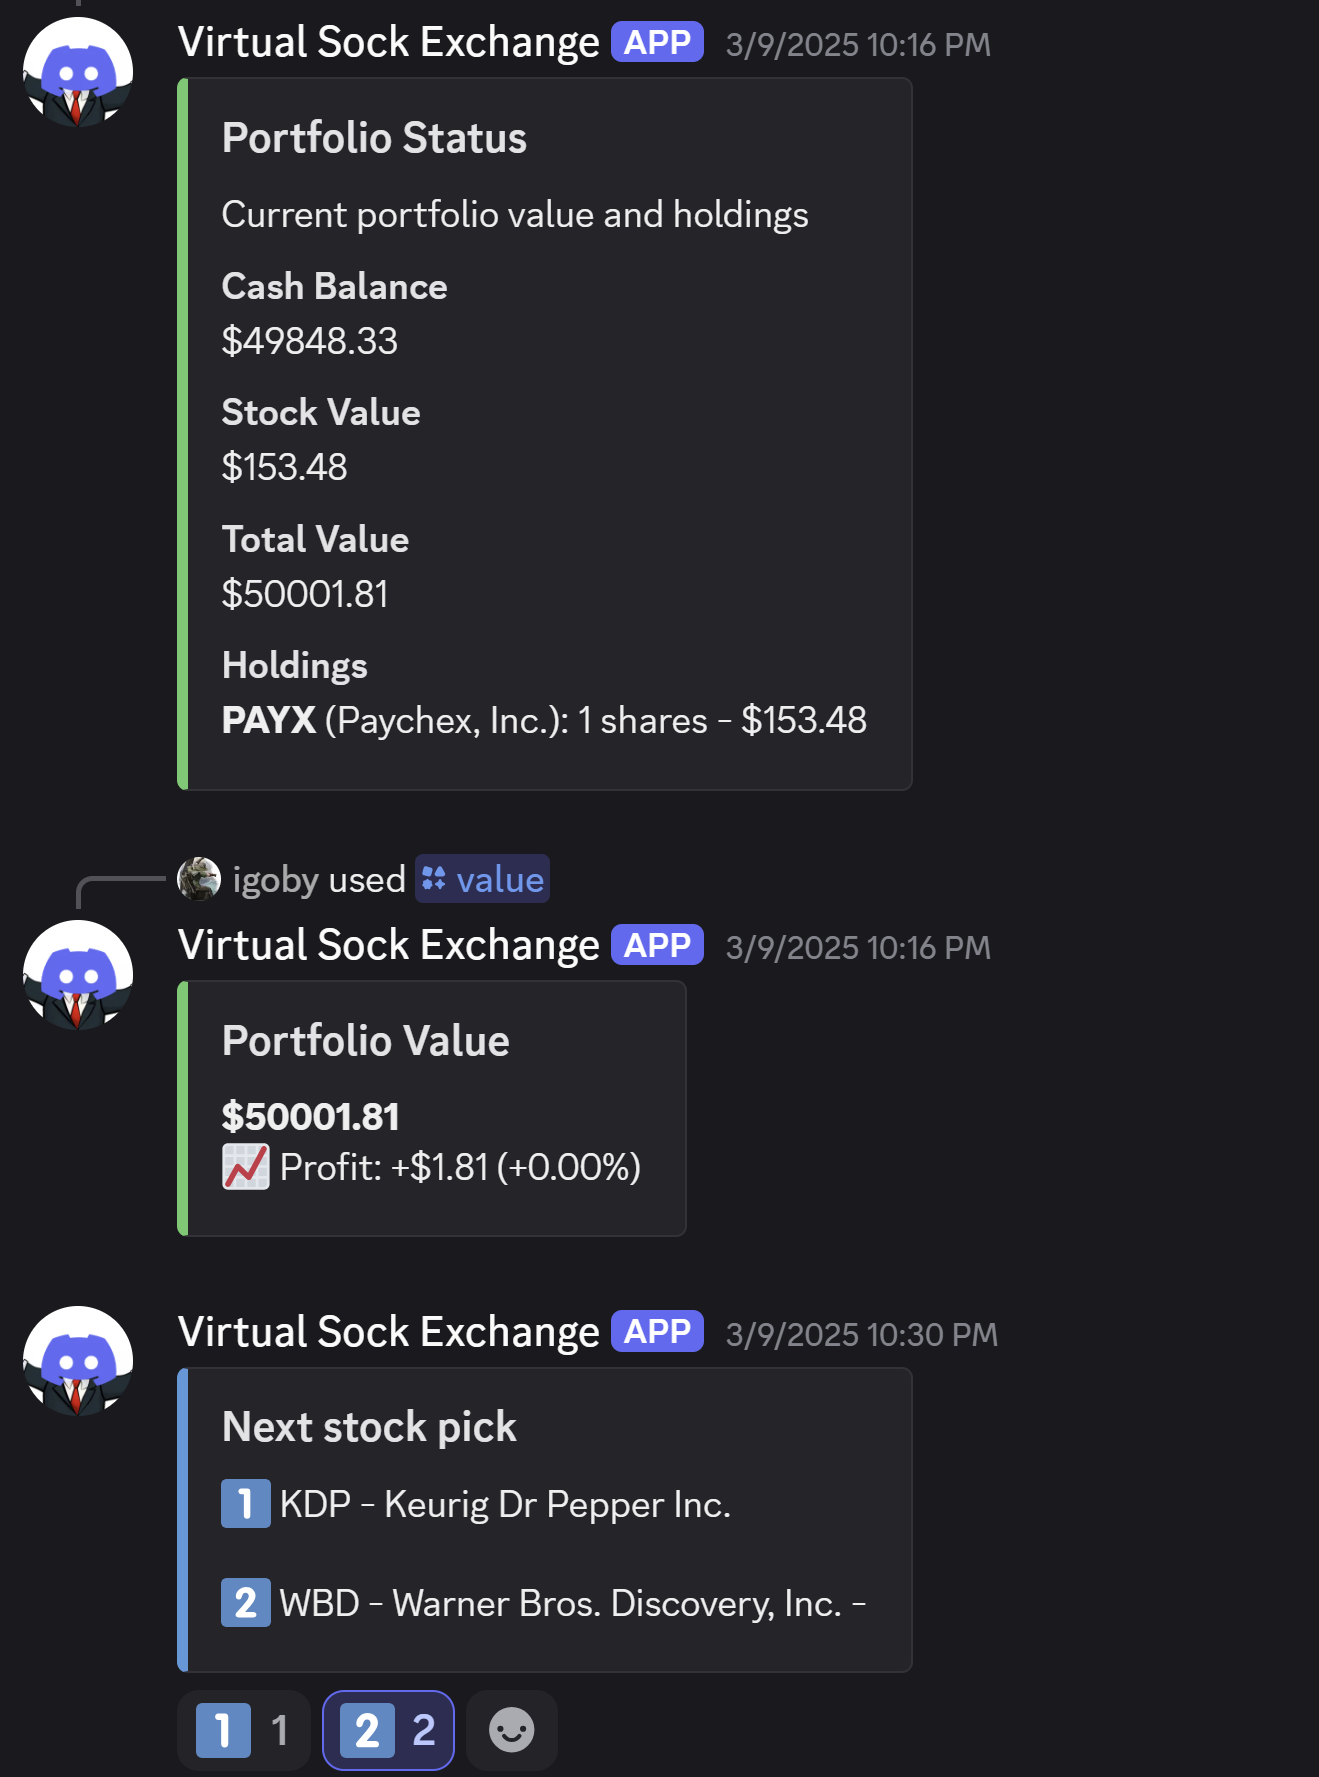 Virtual Sock Exchange APP 3/9/2025 10:16 PM
Portfolio Status
Current portfolio value and holdings
Cash Balance
$49848.33
Stock Value
$153.48
Total Value
$50001.81
Holdings
PAYX (Paychex, Inc.): 1 shares - $153.48
igoby used value
Virtual Sock Exchange APP 3/9/2025 10:16 PM
Portfolio Value
$50001.81
Profit: +$1.81 (+0.00%)
Virtual Sock Exchange APP 3/9/2025 10:30 PM
Next stock pick
1 KDP - Keurig Dr Pepper Inc.
2 WBD - Warner Bros. Discovery, Inc. -
1 1 2 2